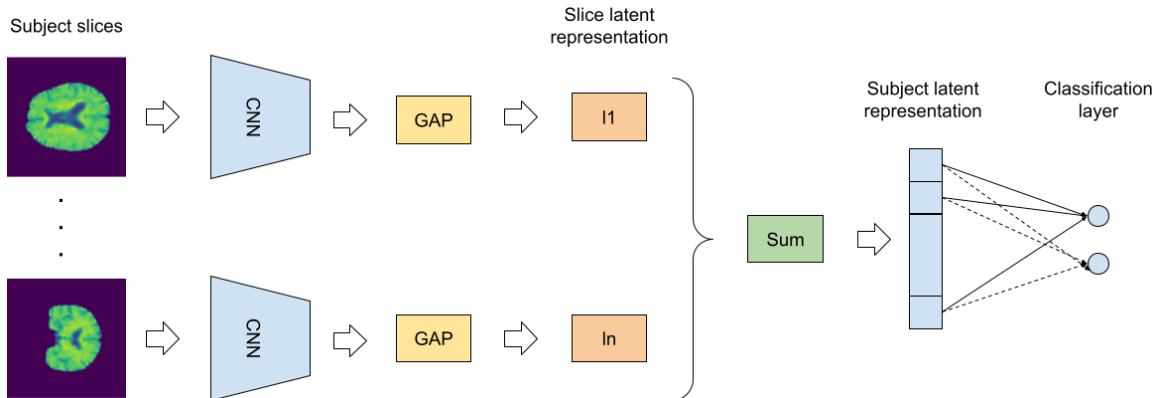 Subject slices
Slice latent
representation
Subject latent
representation
Classification
layer
CNN
GAP
l1
Sum
CNN
GAP
ln